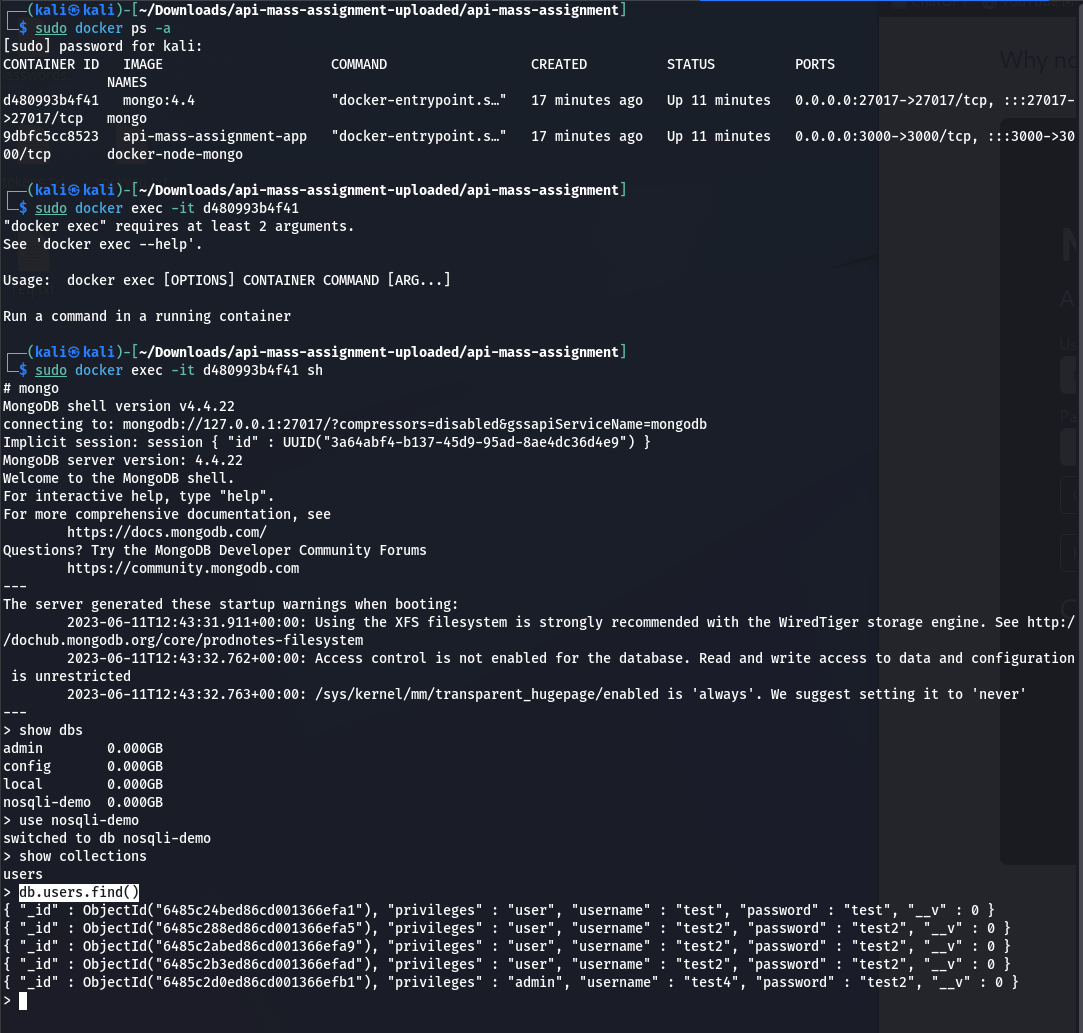 ┌──(kali㉿kali)-[~/Downloads/api-mass-assignment-uploaded/api-mass-assignment]
└─$ sudo docker ps -a
[sudo] password for kali:
CONTAINER ID   IMAGE                     COMMAND                  CREATED          STATUS          PORTS
             NAMES
d480993b4f41   mongo:4.4                 "docker-entrypoint.s…"   17 minutes ago   Up 11 minutes   0.0.0.0:27017->27017/tcp, :::27017-
>27017/tcp   mongo
9dbfc5cc8523   api-mass-assignment-app   "docker-entrypoint.s…"   17 minutes ago   Up 11 minutes   0.0.0.0:3000->3000/tcp, :::3000->30
00/tcp       docker-node-mongo
┌──(kali㉿kali)-[~/Downloads/api-mass-assignment-uploaded/api-mass-assignment]
└─$ sudo docker exec -it d480993b4f41
"docker exec" requires at least 2 arguments.
See 'docker exec --help'.
Usage:  docker exec [OPTIONS] CONTAINER COMMAND [ARG...]
Run a command in a running container
┌──(kali㉿kali)-[~/Downloads/api-mass-assignment-uploaded/api-mass-assignment]
└─$ sudo docker exec -it d480993b4f41 sh
# mongo
MongoDB shell version v4.4.22
connecting to: mongodb://127.0.0.1:27017/?compressors=disabled&gssapiServiceName=mongodb
Implicit session: session { "id" : UUID("3a64abf4-b137-45d9-95ad-8ae4dc36d4e9") }
MongoDB server version: 4.4.22
Welcome to the MongoDB shell.
For interactive help, type "help".
For more comprehensive documentation, see
        https://docs.mongodb.com/
Questions? Try the MongoDB Developer Community Forums
        https://community.mongodb.com
---
The server generated these startup warnings when booting:
        2023-06-11T12:43:31.911+00:00: Using the XFS filesystem is strongly recommended with the WiredTiger storage engine. See http:/
/dochub.mongodb.org/core/prodnotes-filesystem
        2023-06-11T12:43:32.762+00:00: Access control is not enabled for the database. Read and write access to data and configuration
 is unrestricted
        2023-06-11T12:43:32.763+00:00: /sys/kernel/mm/transparent_hugepage/enabled is 'always'. We suggest setting it to 'never'
---
> show dbs
admin        0.000GB
config       0.000GB
local        0.000GB
nosqli-demo  0.000GB
> use nosqli-demo
switched to db nosqli-demo
> show collections
users
> db.users.find()
{ "_id" : ObjectId("6485c24bed86cd001366efa1"), "privileges" : "user", "username" : "test", "password" : "test", "__v" : 0 }
{ "_id" : ObjectId("6485c288ed86cd001366efa5"), "privileges" : "user", "username" : "test2", "password" : "test2", "__v" : 0 }
{ "_id" : ObjectId("6485c2abed86cd001366efa9"), "privileges" : "user", "username" : "test2", "password" : "test2", "__v" : 0 }
{ "_id" : ObjectId("6485c2b3ed86cd001366efad"), "privileges" : "user", "username" : "test2", "password" : "test2", "__v" : 0 }
{ "_id" : ObjectId("6485c2d0ed86cd001366efb1"), "privileges" : "admin", "username" : "test4", "password" : "test2", "__v" : 0 }
>
Why